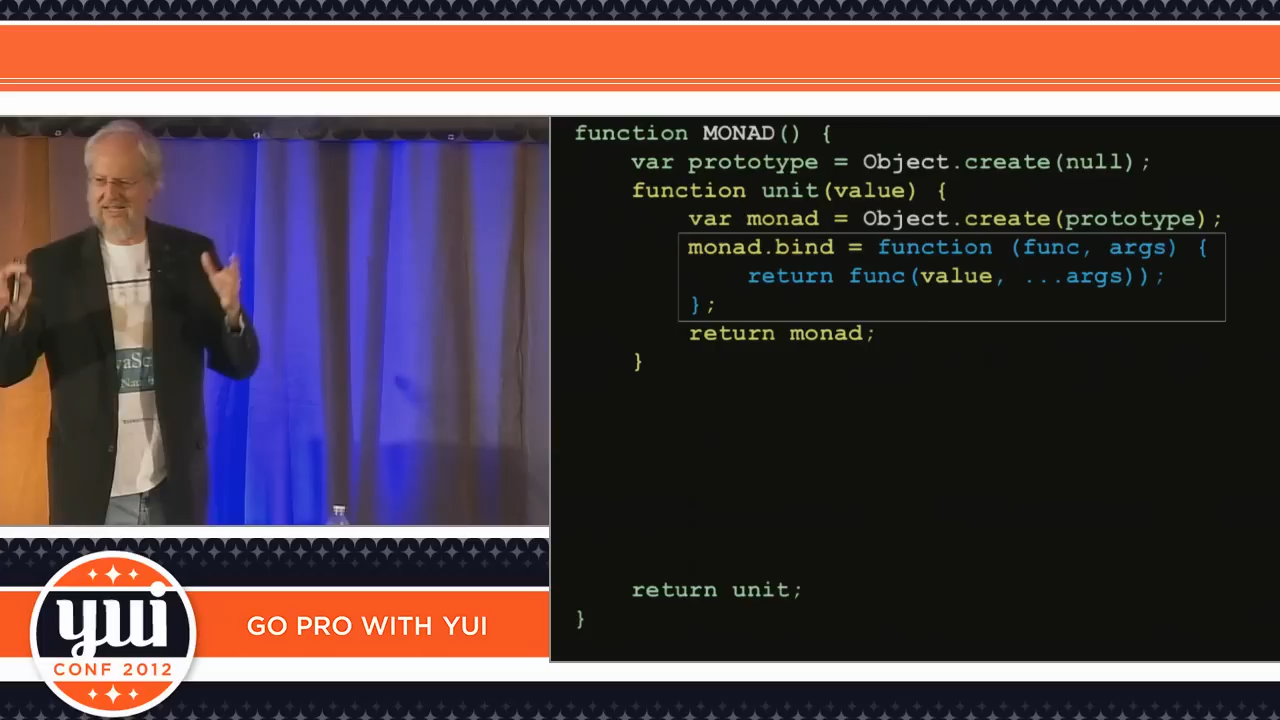 function MONAD() {
var prototype = Object.create(null);
function unit(value) {
var monad = Object.create(prototype);
monad.bind = function (func, args) {
return func(value, ...args));
};
return monad;
}
return unit;
}
yui
CONF 2012
GO PRO WITH YUI